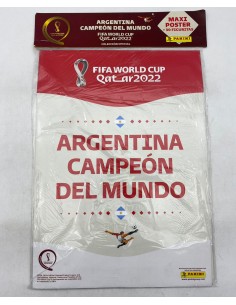 ARGENTINA
CAMPEÓN DEL MUNDO
FIFA WORLD CUP
Qatar2022
MAXI
POSTER
PANINI
FIFA WORLD CUP
Qatar2022
ARGENTINA
CAMPEÓN
DEL MUNDO
PANINI